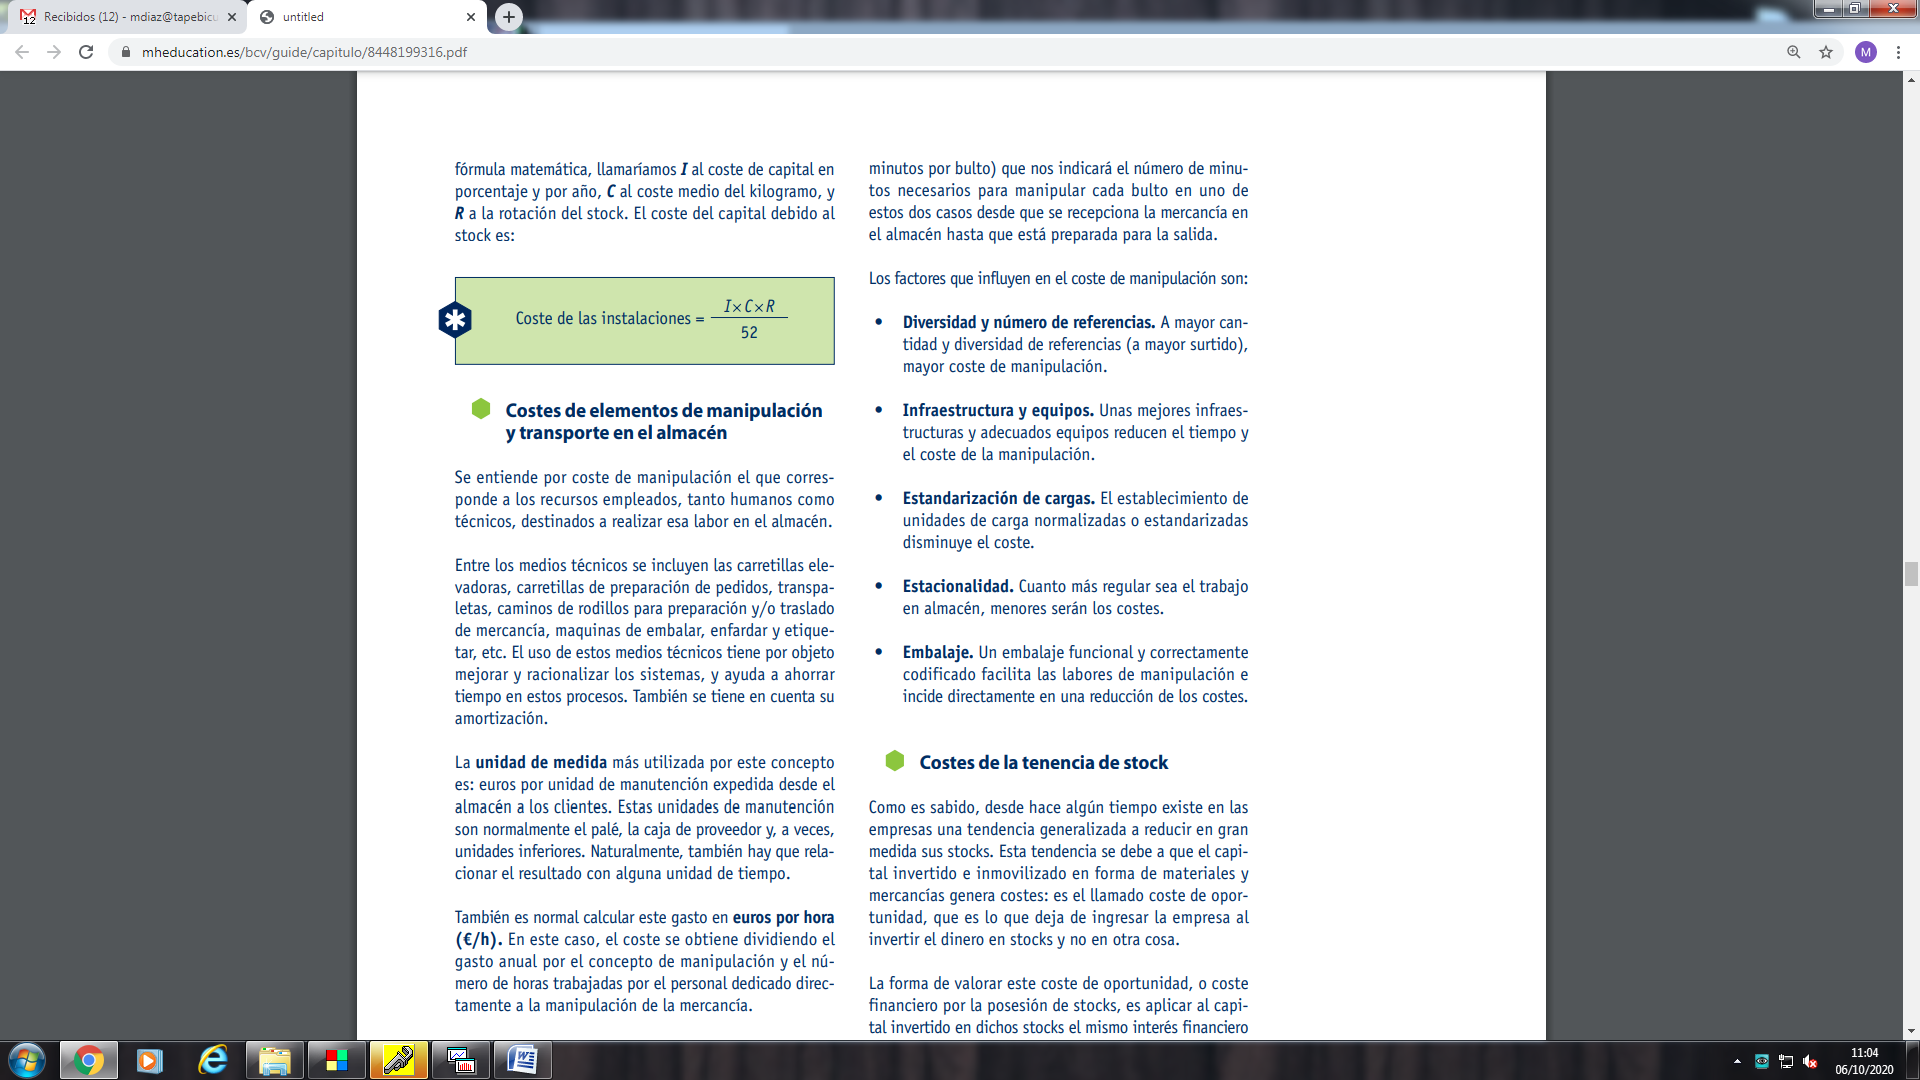 Recibidos (12) - mdiaz@tapebicu
untitled
mheducation.es/bcv/guide/capitulo/8448199316.pdf
M
fórmula matemática, llamaríamos I al coste de capital en
porcentaje y por año, C al coste medio del kilogramo, y
R a la rotación del stock. El coste del capital debido al
stock es:
Coste de las instalaciones = I×C×R
52
Costes de elementos de manipulación
y transporte en el almacén
Se entiende por coste de manipulación el que corres-
ponde a los recursos empleados, tanto humanos como
técnicos, destinados a realizar esa labor en el almacén.
Entre los medios técnicos se incluyen las carretillas ele-
vadoras, carretillas de preparación de pedidos, transpa-
letas, caminos de rodillos para preparación y/o traslado
de mercancía, maquinas de embalar, enfardar y etique-
tar, etc. El uso de estos medios técnicos tiene por objeto
mejorar y racionalizar los sistemas, y ayuda a ahorrar
tiempo en estos procesos. También se tiene en cuenta su
amortización.
La unidad de medida más utilizada por este concepto
es: euros por unidad de manutención expedida desde el
almacén a los clientes. Estas unidades de manutención
son normalmente el palé, la caja de proveedor y, a veces,
unidades inferiores. Naturalmente, también hay que rela-
cionar el resultado con alguna unidad de tiempo.
También es normal calcular este gasto en euros por hora
(€/h). En este caso, el coste se obtiene dividiendo el
gasto anual por el concepto de manipulación y el nú-
mero de horas trabajadas por el personal dedicado direc-
tamente a la manipulación de la mercancía.
minutos por bulto) que nos indicará el número de minu-
tos necesarios para manipular cada bulto en uno de
estos dos casos desde que se recepciona la mercancía en
el almacén hasta que está preparada para la salida.
Los factores que influyen en el coste de manipulación son:
• Diversidad y número de referencias. A mayor can-
tidad y diversidad de referencias (a mayor surtido),
mayor coste de manipulación.
• Infraestructura y equipos. Unas mejores infraes-
tructuras y adecuados equipos reducen el tiempo y
el coste de la manipulación.
• Estandarización de cargas. El establecimiento de
unidades de carga normalizadas o estandarizadas
disminuye el coste.
• Estacionalidad. Cuanto más regular sea el trabajo
en almacén, menores serán los costes.
• Embalaje. Un embalaje funcional y correctamente
codificado facilita las labores de manipulación e
incide directamente en una reducción de los costes.
Costes de la tenencia de stock
Como es sabido, desde hace algún tiempo existe en las
empresas una tendencia generalizada a reducir en gran
medida sus stocks. Esta tendencia se debe a que el capi-
tal invertido e inmovilizado en forma de materiales y
mercancías genera costes: es el llamado coste de opor-
tunidad, que es lo que deja de ingresar la empresa al
invertir el dinero en stocks y no en otra cosa.
La forma de valorar este coste de oportunidad, o coste
financiero por la posesión de stocks, es aplicar al capi-
tal invertido en dichos stocks el mismo interés financiero
11:04
06/10/2020